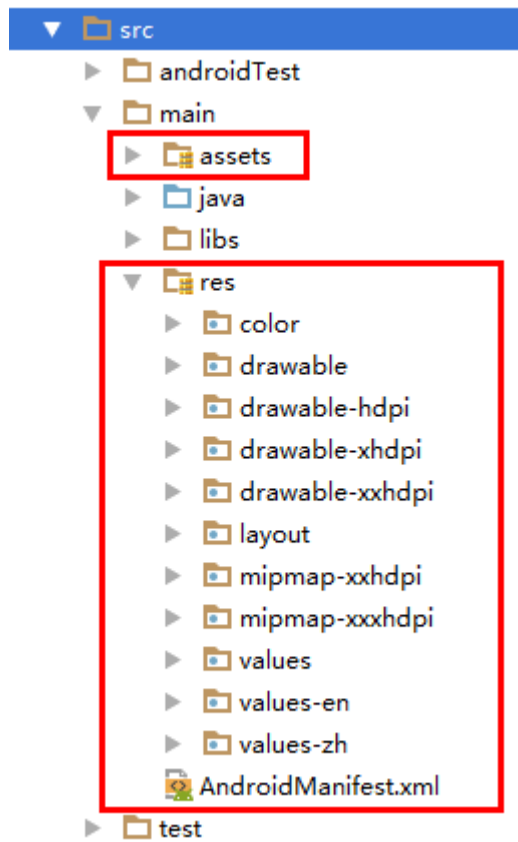 src
androidTest
main
assets
java
libs
res
color
drawable
drawable-hdpi
drawable-xhdpi
drawable-xxhdpi
layout
mipmap-xxhdpi
mipmap-xxxhdpi
values
values-en
values-zh
AndroidManifest.xml
test